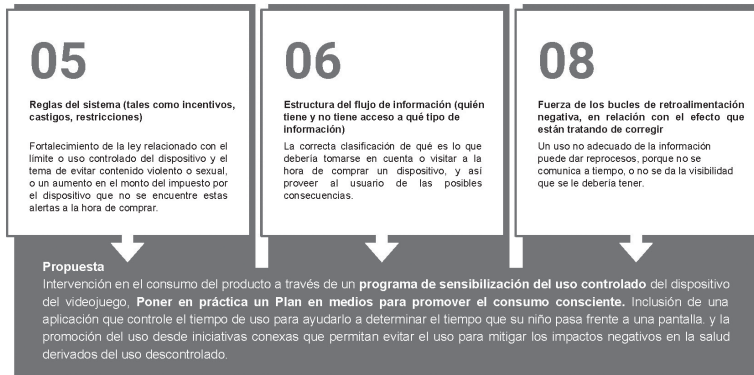 05
Reglas del sistema (tales como incentivos,
castigos, restricciones)
Fortalecimiento de la ley relacionado con el
límite o uso controlado del dispositivo y el
tema de evitar contenido violento o sexual,
o un aumento en el monto del impuesto por
el dispositivo que no se encuentre estas
alertas a la hora de comprar.
06
Estructura del flujo de información (quién
tiene y no tiene acceso a qué tipo de
información)
La correcta clasificación de qué es lo que
debería tomarse en cuenta o visitar a la
hora de comprar un dispositivo, y así
proveer al usuario de las posibles
consecuencias.
08
Fuerza de los bucles de retroalimentación
negativa, en relación con el efecto que
están tratando de corregir
Un uso no adecuado de la información
puede dar reprocesos, porque no se
comunica a tiempo, o no se da la visibilidad
que se le debería tener.
Propuesta
Intervención en el consumo del producto a través de un programa de sensibilización del uso controlado del dispositivo
del videojuego, Poner en práctica un Plan en medios para promover el consumo consciente. Inclusión de una
aplicación que controle el tiempo de uso para ayudarlo a determinar el tiempo que su niño pasa frente a una pantalla. y la
promoción del uso desde iniciativas conexas que permitan evitar el uso para mitigar los impactos negativos en la salud
derivados del uso descontrolado.